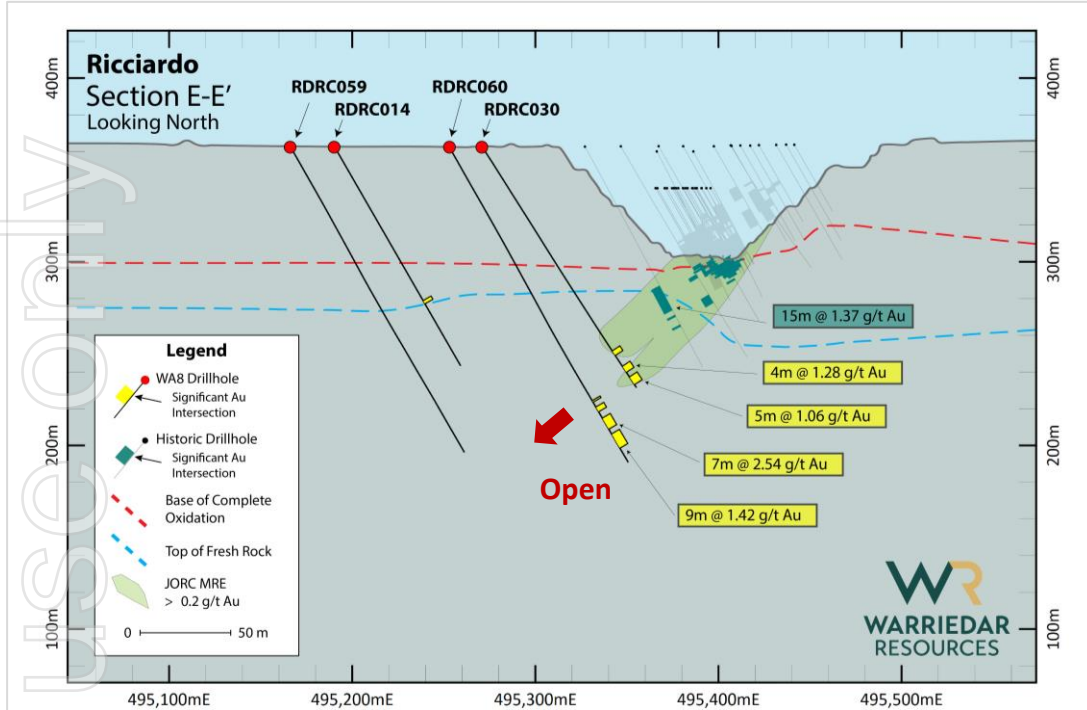 Ricciardo
Section E-E'
Looking North
RDRC059
RDRC014
RDRC060
RDRC030
400m
300m
200m
100m
400m
300m
200m
100m
15m @ 1.37 g/t Au
4m @ 1.28 g/t Au
5m @ 1.06 g/t Au
7m @ 2.54 g/t Au
9m @ 1.42 g/t Au
Open
Legend
WA8 Drillhole
Significant Au
Intersection
Historic Drillhole
Significant Au
Intersection
Base of Complete
Oxidation
Top of Fresh Rock
JORC MRE
> 0.2 g/t Au
0 50 m
WR
WARRIEDAR
RESOURCES
495,100mE 495,200mE 495,300mE 495,400mE 495,500mE
use only